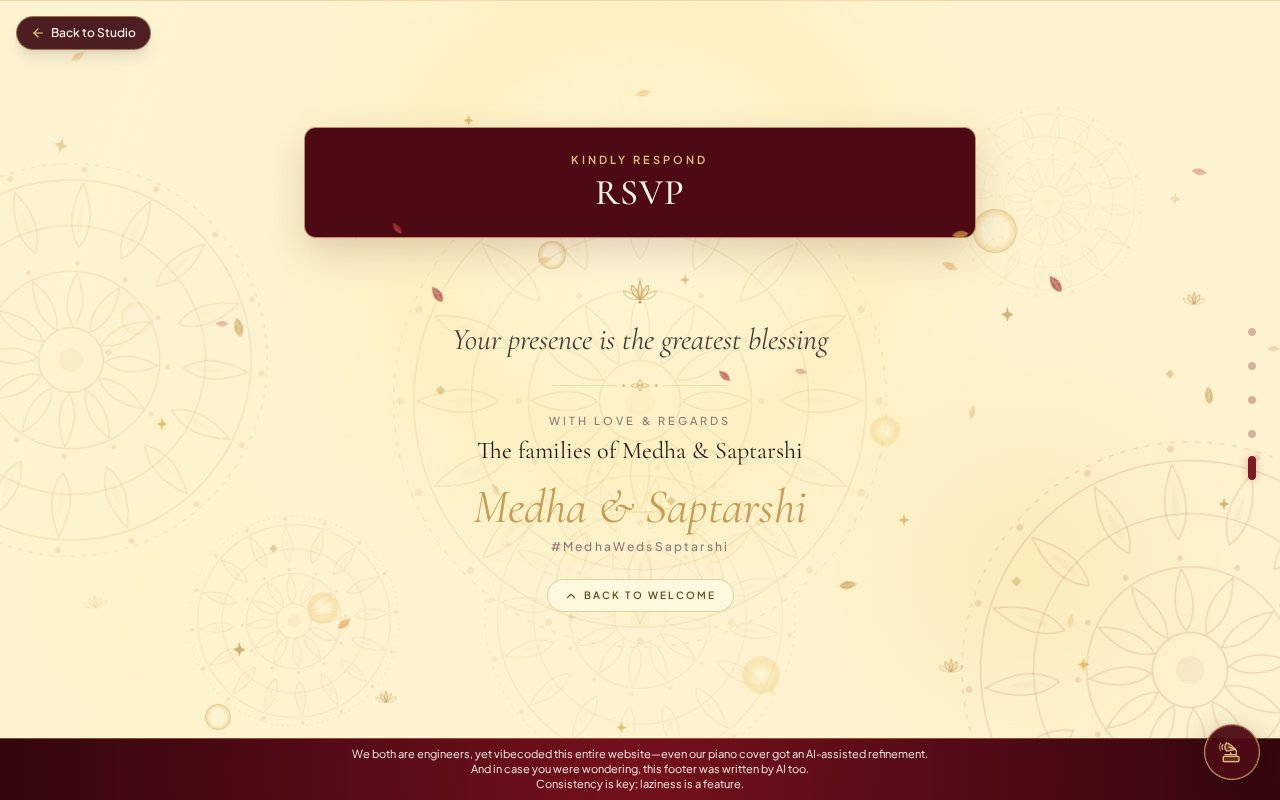 Back to Studio
KINDLY RESPOND
RSVP
Your presence is the greatest blessing
WITH LOVE & REGARDS
The families of Medha & Saptarshi
Medha & Saptarshi
#MedhaWedsSaptarshi
BACK TO WELCOME
We both are engineers, yet vibecoded this entire website—even our piano cover got an AI-assisted refinement.
And in case you were wondering, this footer was written by AI too.
Consistency is key; laziness is a feature.